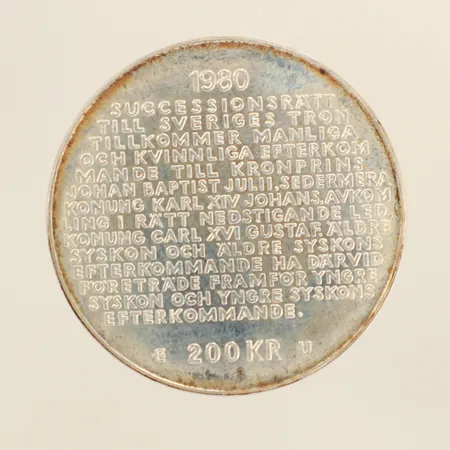 1980
SUCCESSIONSRÄTT
TILL SVERIGES TRON
TILLKOMMER MANLIGA
OCH KVINNLIGA EFTERKOM
MANDE TILL KRONPRINS
JOHAN BAPTIST JULII, SEDERMERA
KONUNG KARL XIV JOHANS, AVKOM
LING I RÄTT NEDSTIGANDE LED,
KONUNG CARL XVI GUSTAF. ÄLDRE
SYSKON OCH ÄLDRE SYSKONS
EFTERKOMMANDE HA DÄRVID
FÖRETRÄDE FRAMFÖR YNGRE
SYSKON OCH YNGRE SYSKONS
EFTERKOMMANDE.
200 KR U